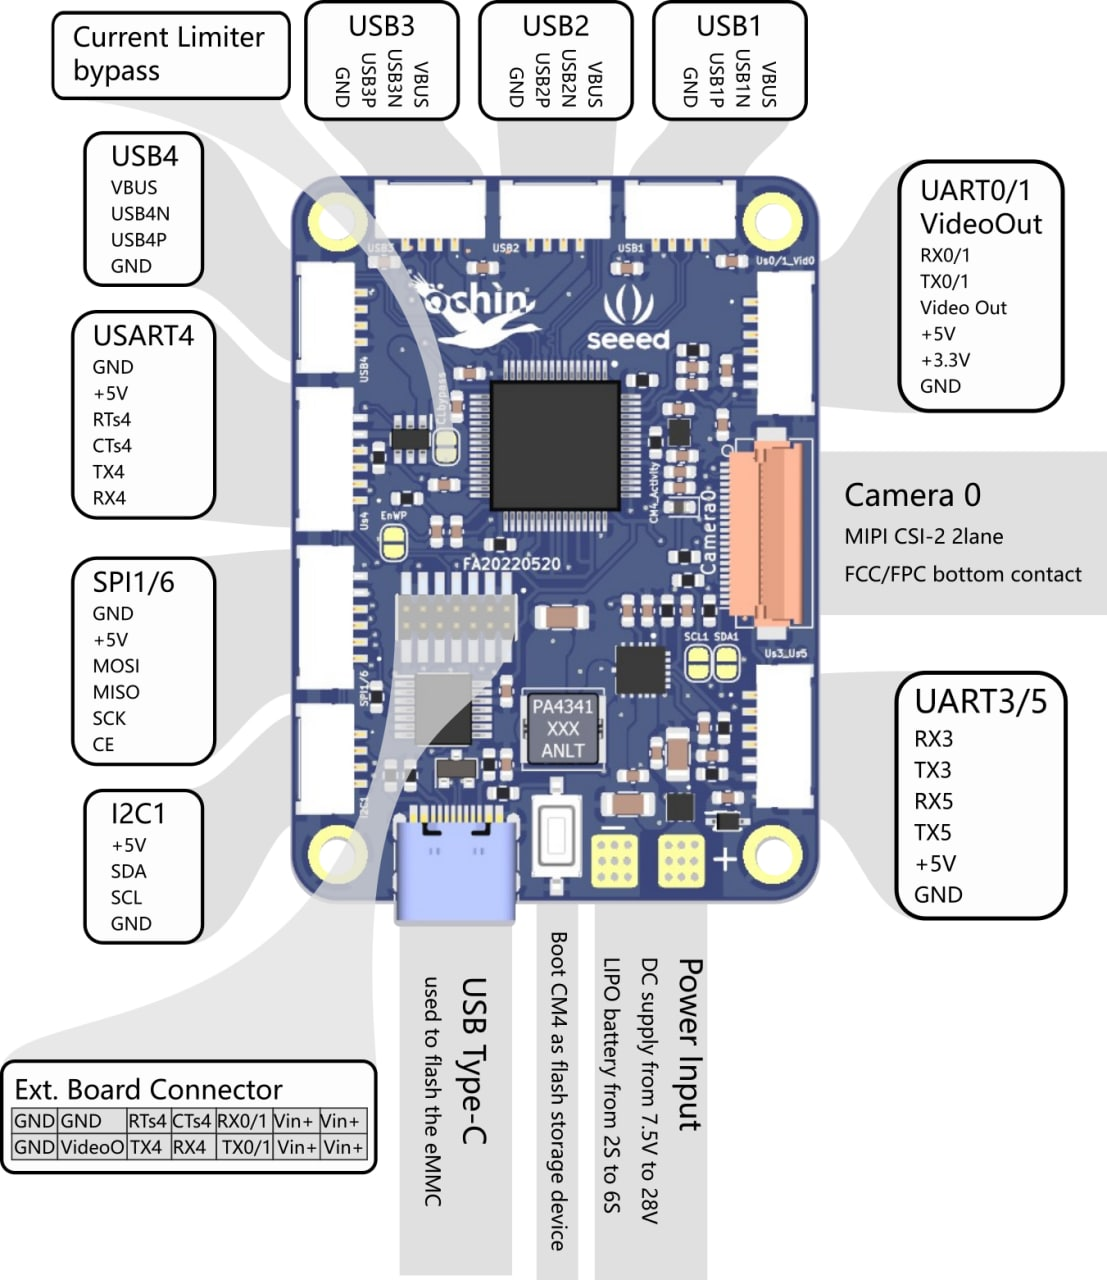 Current Limiter
bypass
USB3
VBUS
USB3N
USB3P
GND
USB2
VBUS
USB2N
USB2P
GND
USB1
VBUS
USB1N
USB1P
GND
USB4
VBUS
USB4N
USB4P
GND
USART4
GND
+5V
RTs4
CTs4
TX4
RX4
SPI1/6
GND
+5V
MOSI
MISO
SCK
CE
I2C1
+5V
SDA
SCL
GND
USB3
USB2
USB1
Us0/1_VidO
öchìn
seeed
USB4
CLbypass
Us4
EnWP
CM4_Activity
Camera0
FA20220520
SCL1 SDA1
Us3_Us5
SPI1/6
PA4341
XXX
ANLT
I2C1
− +
UART0/1
VideoOut
RX0/1
TX0/1
Video Out
+5V
+3.3V
GND
Camera 0
MIPI CSI-2 2lane
FCC/FPC bottom contact
UART3/5
RX3
TX3
RX5
TX5
+5V
GND
Ext. Board Connector
GND GND RTs4 CTs4 RX0/1 Vin+ Vin+
GND VideoO TX4 RX4 TX0/1 Vin+ Vin+
USB Type-C
used to flash the eMMC
Boot CM4 as flash storage device
Power Input
DC supply from 7.5V to 28V
LIPO battery from 2S to 6S